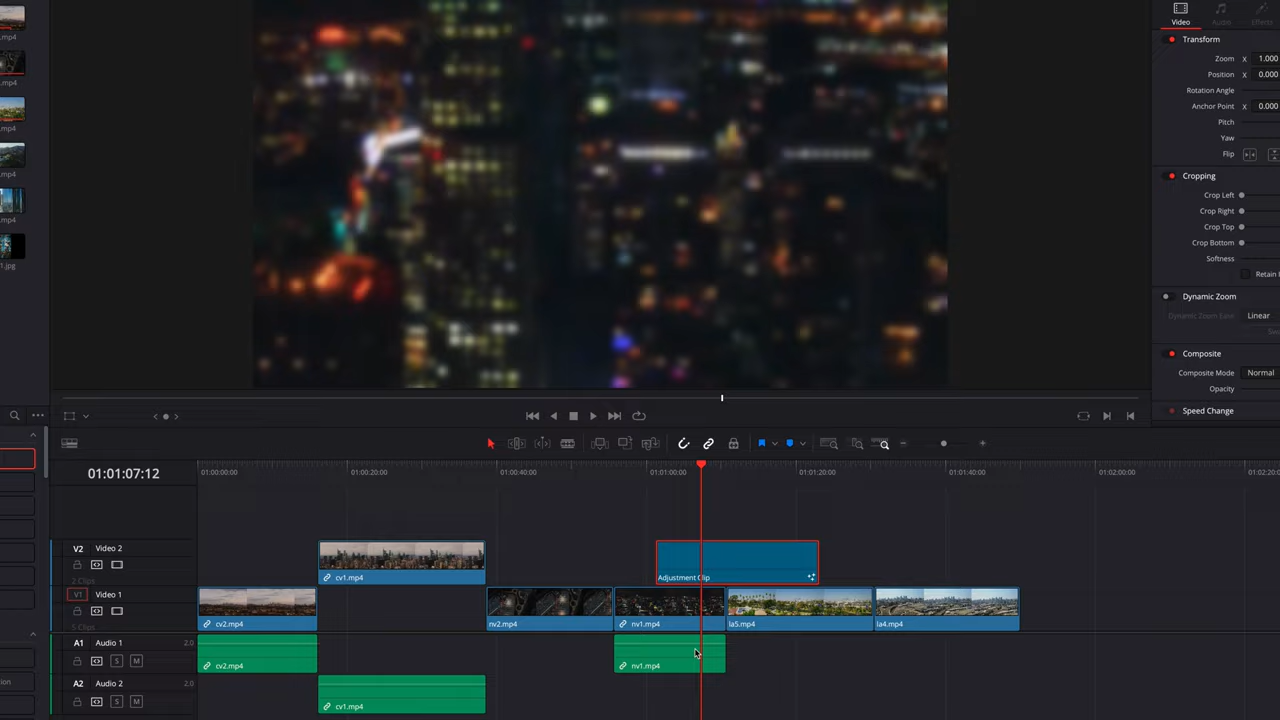 .mp4
.mp4
.mp4
.mp4
.mp4
1.jpg
Video Audio Effects
Transform
Zoom X 1.000
Position X 0.000
Rotation Angle
Anchor Point X 0.000
Pitch
Yaw
Flip
Cropping
Crop Left
Crop Right
Crop Top
Crop Bottom
Softness
Retain
Dynamic Zoom
Dynamic Zoom Ease Linear
Composite
Composite Mode Normal
Opacity
Speed Change
01:01:07:12
01:00:00:00 01:00:20:00 01:00:40:00 01:01:00:00 01:01:20:00 01:01:40:00 01:02:00:00 01:02:20:0
V2 Video 2
2 Clips
cv1.mp4
Adjustment Clip
V1 Video 1
5 Clips
cv2.mp4 nv2.mp4 nv1.mp4 la5.mp4 la4.mp4
A1 Audio 1 2.0
S M
cv2.mp4 nv1.mp4
A2 Audio 2 2.0
S M
cv1.mp4